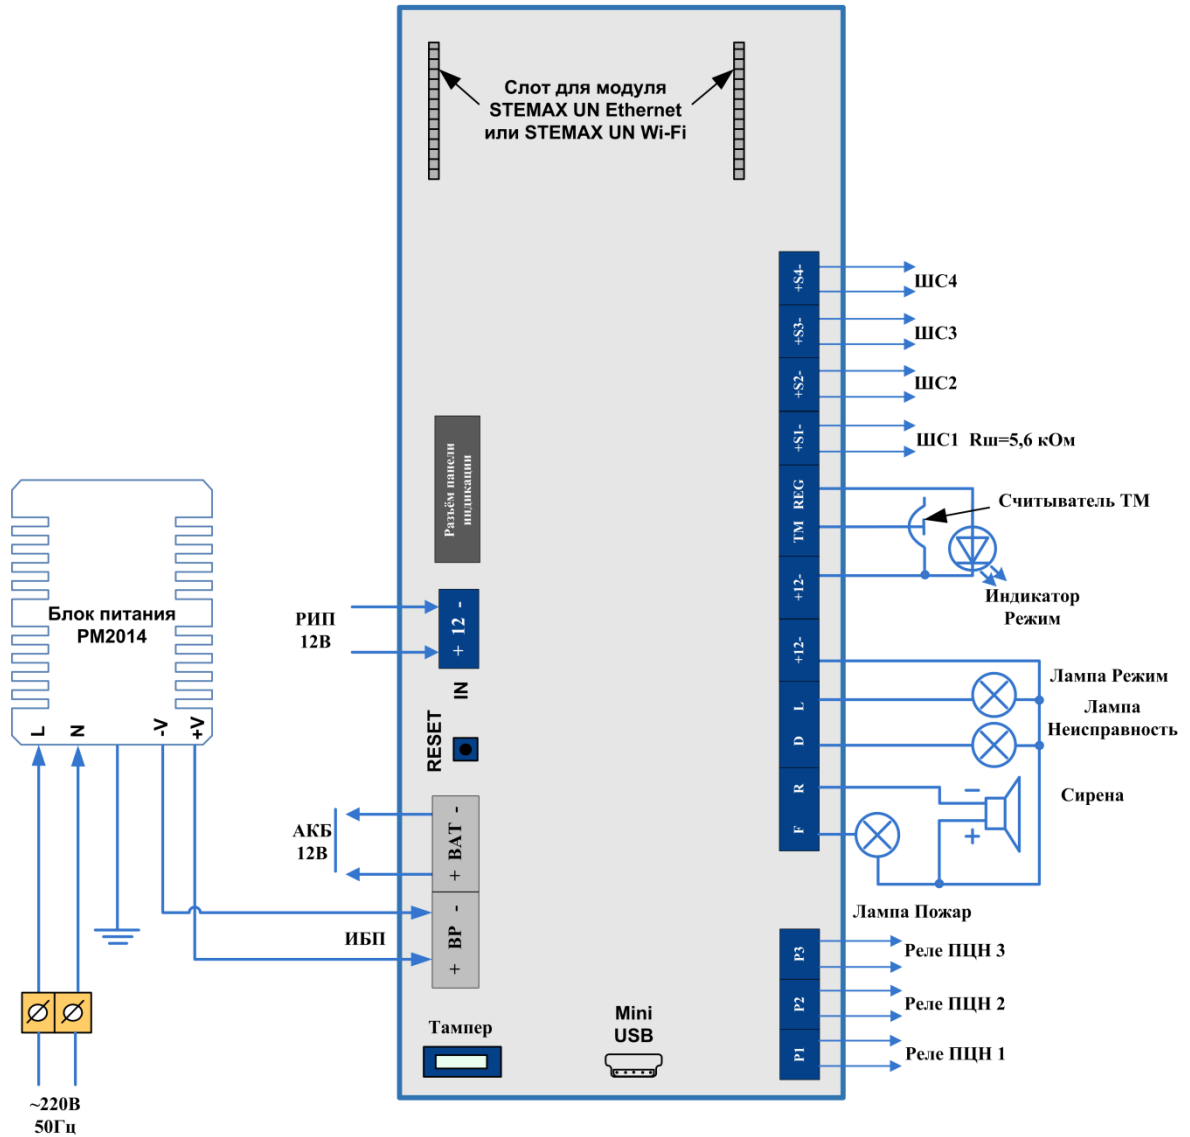 Слот для модуля
STEMAX UN Ethernet
или STEMAX UN Wi-Fi
+S4-
ШС4
+S3-
ШС3
+S2-
ШС2
+S1-
ШС1 Rш=5,6 кОм
REG
TM
Считыватель ТМ
+12-
Индикатор
Режим
+12-
Лампа Режим
L
Лампа
Неисправность
D
R
Сирена
-
+
F
Лампа Пожар
P3
Реле ПЦН 3
P2
Реле ПЦН 2
P1
Реле ПЦН 1
Разъём панели
индикации
РИП
12В
+ 12 -
IN
RESET
АКБ
12В
+ BAT -
ИБП
+ BP -
Тампер
Mini
USB
Блок питания
PM2014
L
N
-V
+V
~220В
50Гц